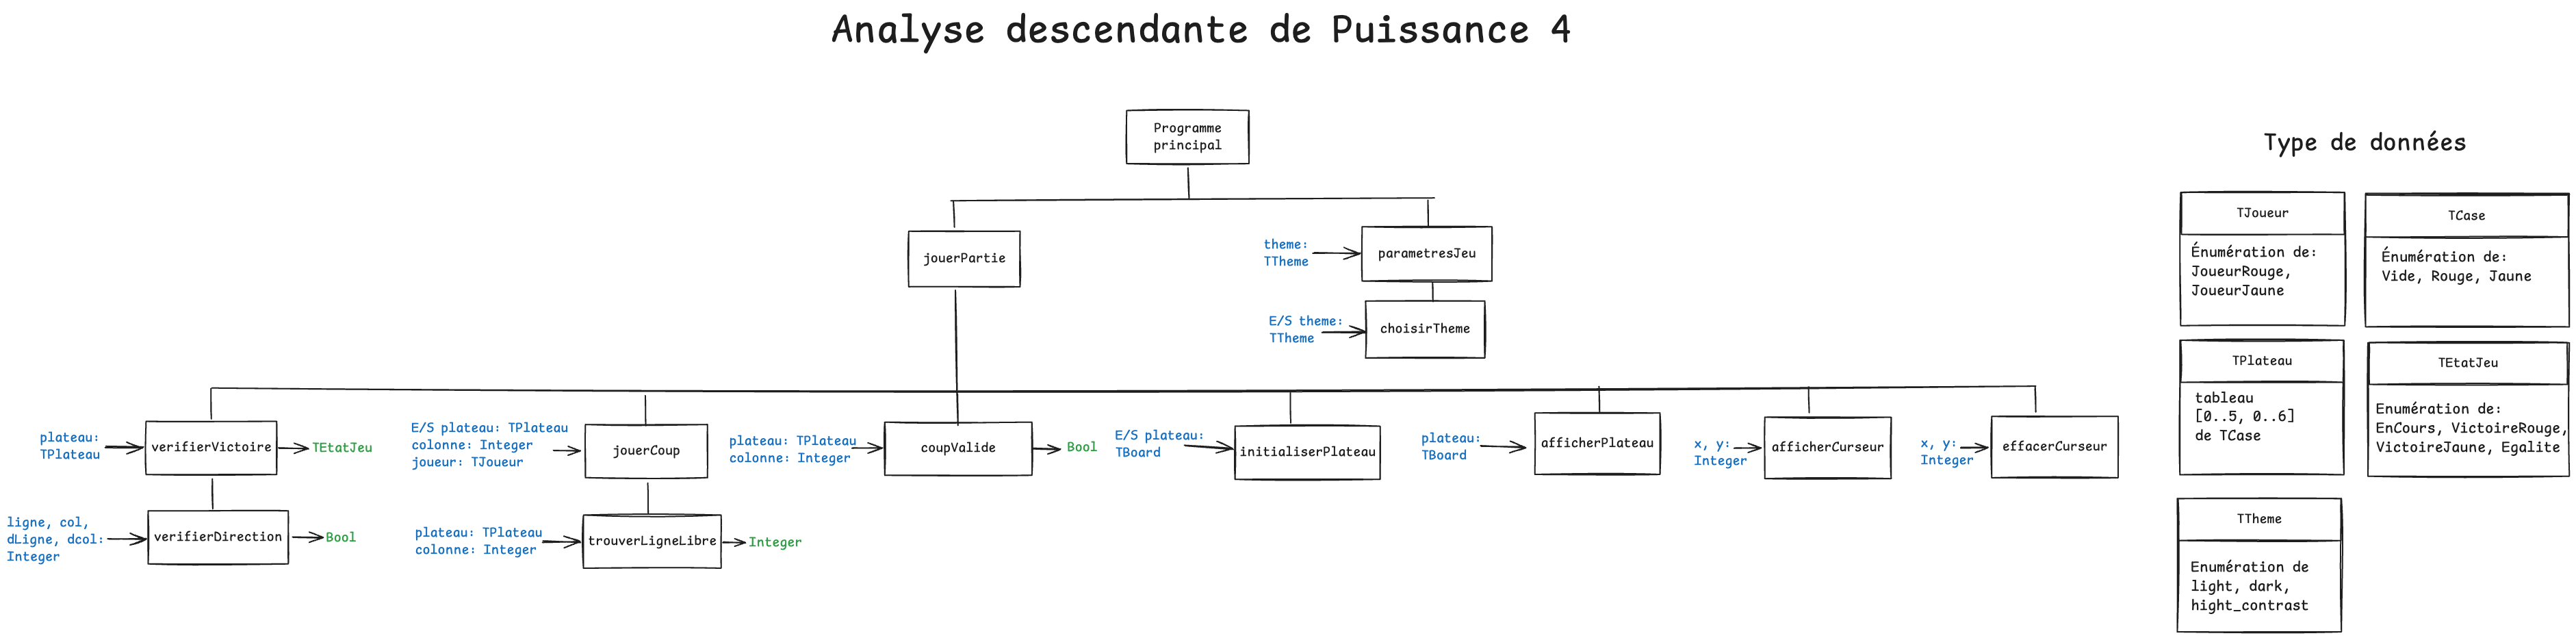 Analyse descendante de Puissance 4
Programme
principal
Type de données
jouerPartie
theme:
TTheme
parametresJeu
E/S theme:
TTheme
choisirTheme
plateau:
TPlateau
verifierVictoire
TEtatJeu
E/S plateau: TPlateau
colonne: Integer
joueur: TJoueur
jouerCoup
plateau: TPlateau
colonne: Integer
coupValide
Bool
E/S plateau:
TBoard
initialiserPlateau
plateau:
TBoard
afficherPlateau
x, y:
Integer
afficherCurseur
x, y:
Integer
effacerCurseur
ligne, col,
dLigne, dcol:
Integer
verifierDirection
Bool
plateau: TPlateau
colonne: Integer
trouverLigneLibre
Integer
TJoueur
Énumération de:
JoueurRouge,
JoueurJaune
TCase
Énumération de:
Vide, Rouge, Jaune
TPlateau
tableau
[0..5, 0..6]
de TCase
TEtatJeu
Enumération de:
EnCours, VictoireRouge,
VictoireJaune, Egalite
TTheme
Enumération de
light, dark,
hight_contrast